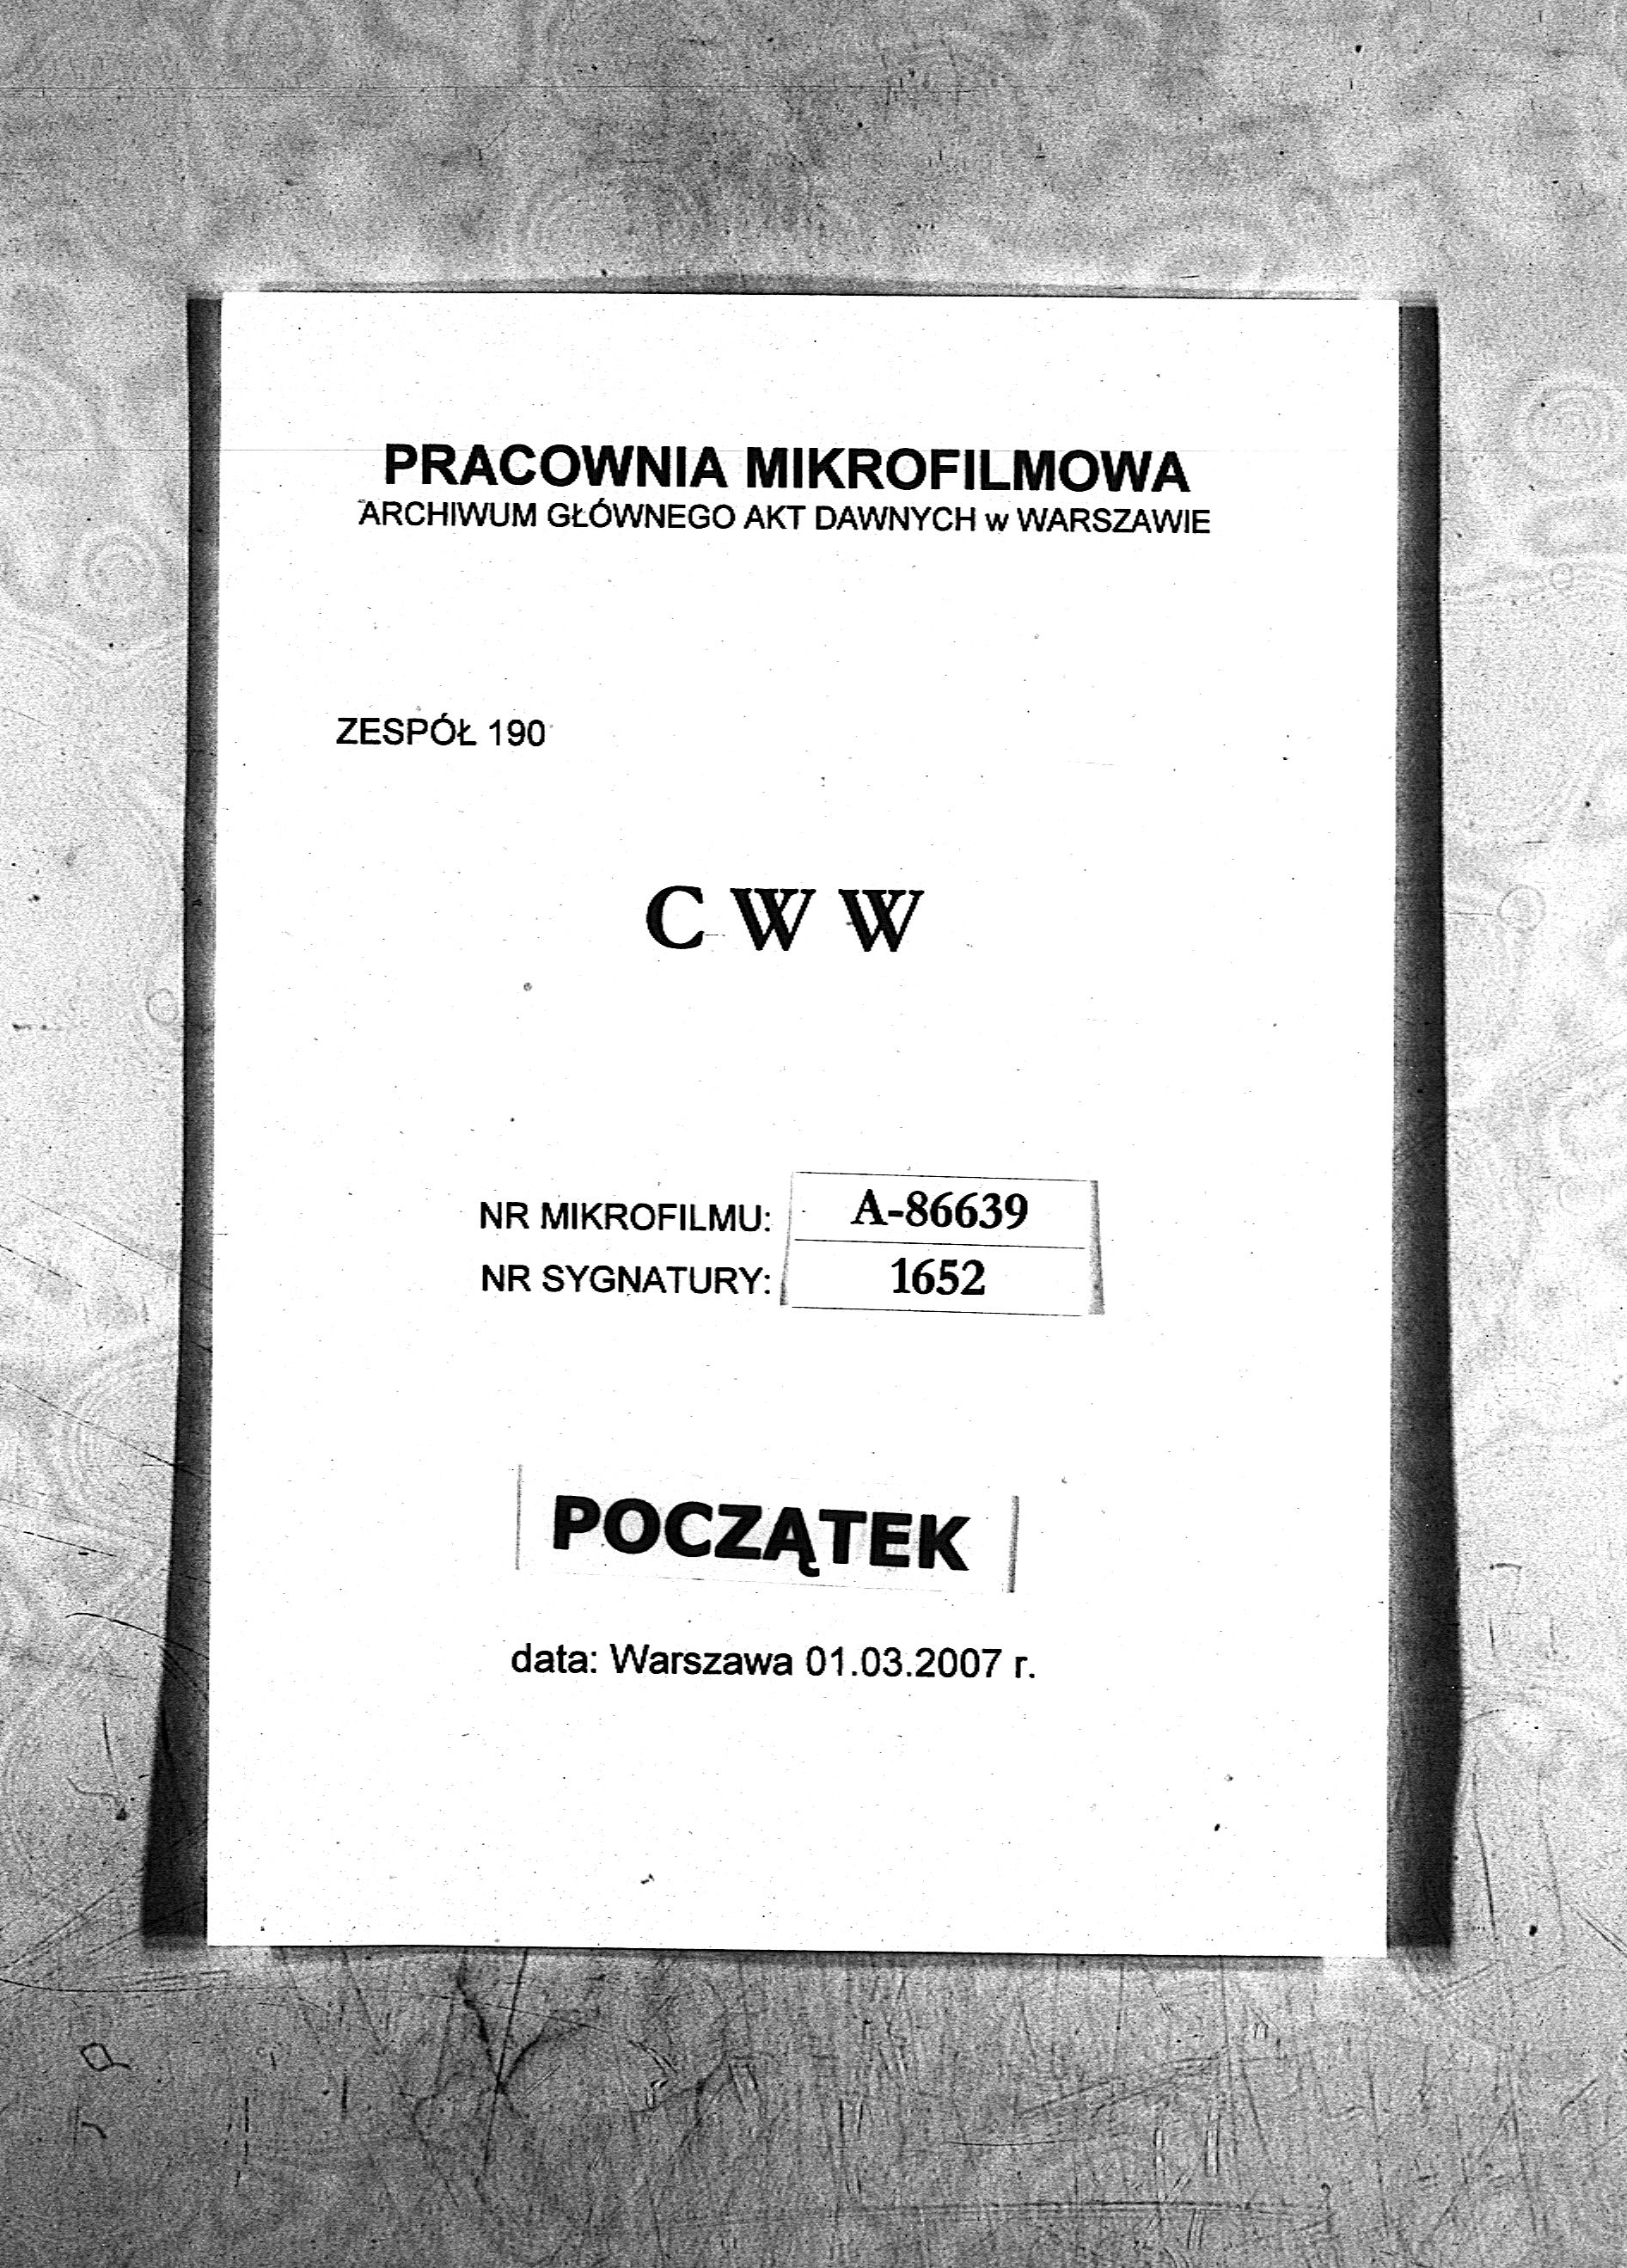 PRACOWNIA MIKROFILMOWA
ARCHIWUM GŁÓWNEGO AKT DAWNYCH w WARSZAWIE
ZESPÓŁ 190
C W W
NR MIKROFILMU: A-86639
NR SYGNATURY: 1652
POCZĄTEK
data: Warszawa 01.03.2007 r.